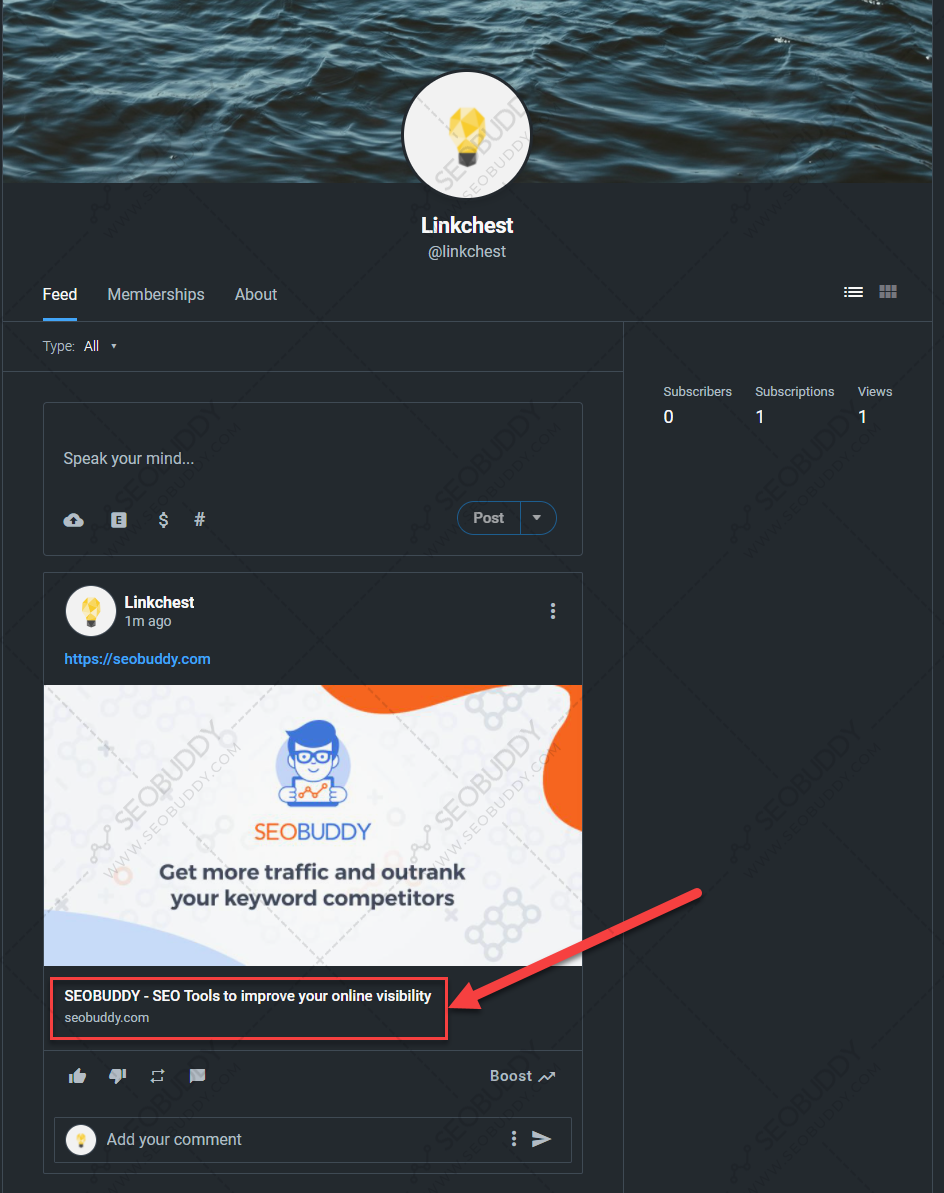 Linkchest
@linkchest
Feed Memberships About
Type: All
Subscribers Subscriptions Views
0 1 1
Speak your mind...
E $ #
Post
Linkchest
1m ago
https://seobuddy.com
SEOBUDDY
Get more traffic and outrank
your keyword competitors
SEOBUDDY - SEO Tools to improve your online visibility
seobuddy.com
Boost
Add your comment
SEOBUDDY
WWW.SEOBUDDY.COM